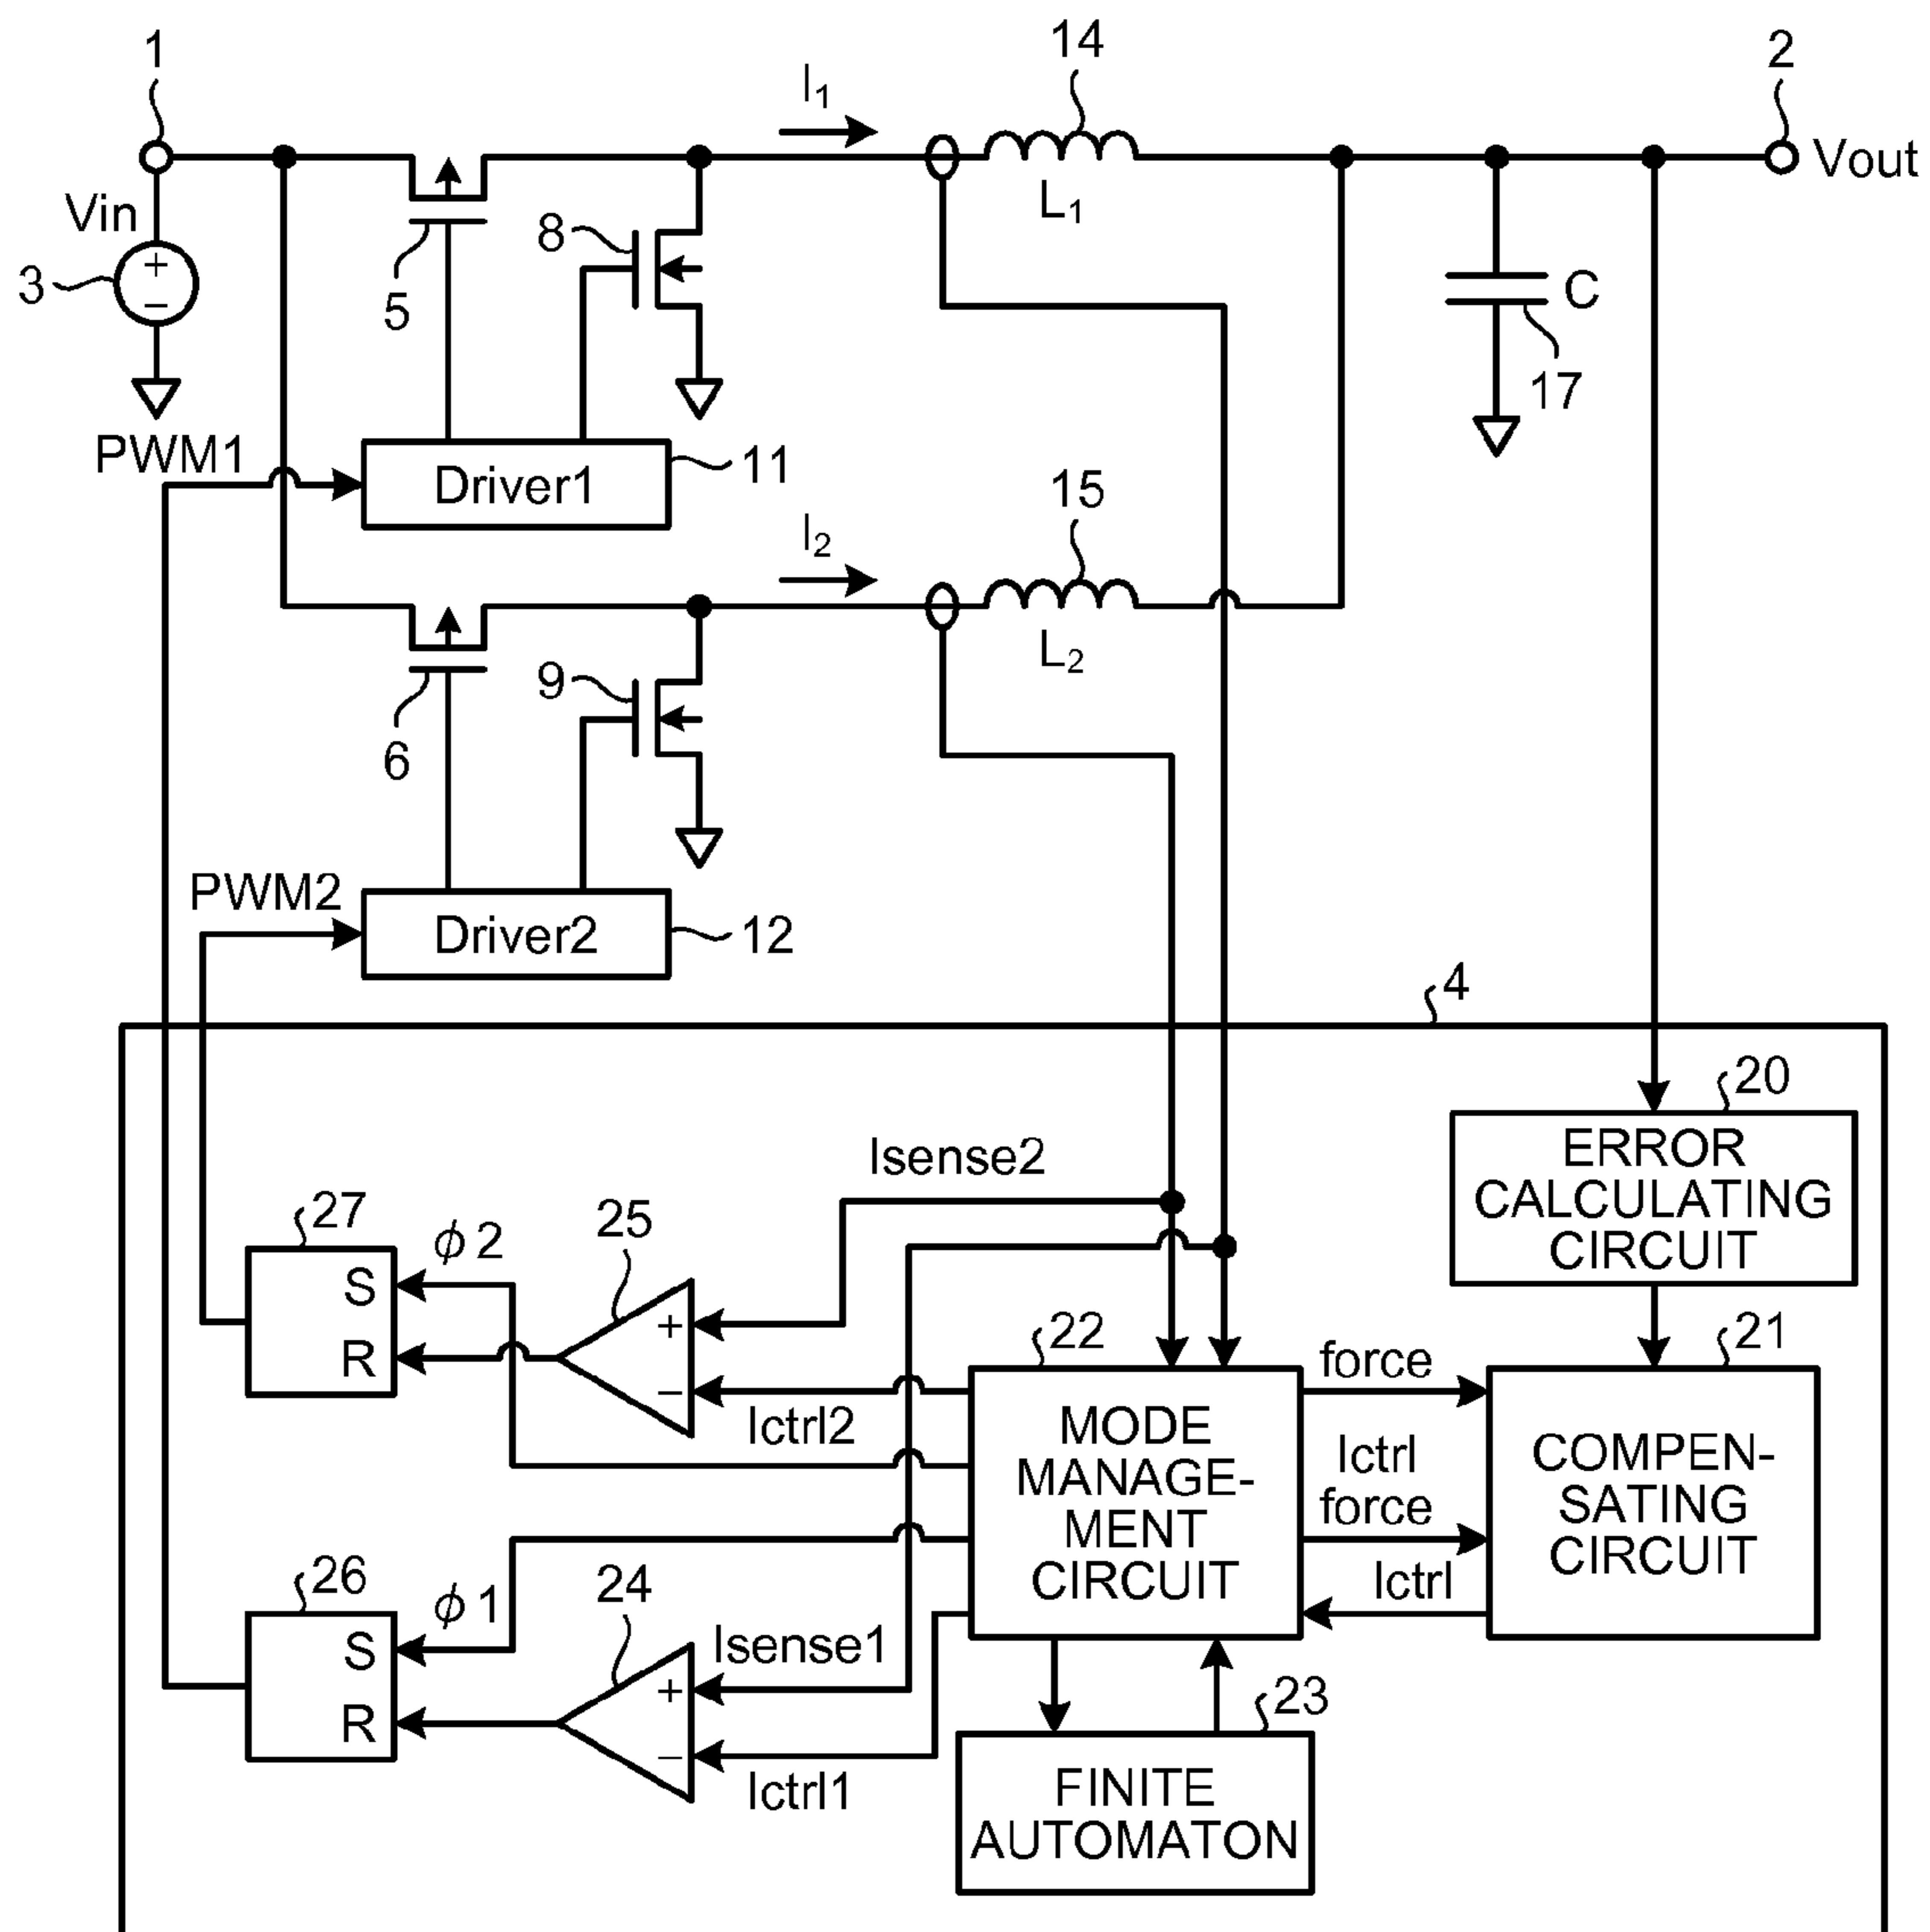 1
14
2
I1
Vout
Vin
L1
8
3
+
−
5
C
17
PWM1
11
Driver1
15
I2
L2
9
6
PWM2
Driver2
12
4
20
Isense2
ERROR
CALCULATING
CIRCUIT
27
25
φ2
S
R
+
−
22
21
force
Ictrl2
MODE
MANAGE-
MENT
CIRCUIT
Ictrl
force
Ictrl
COMPEN-
SATING
CIRCUIT
26
24
φ1
S
R
Isense1
+
−
23
Ictrl1
FINITE
AUTOMATON